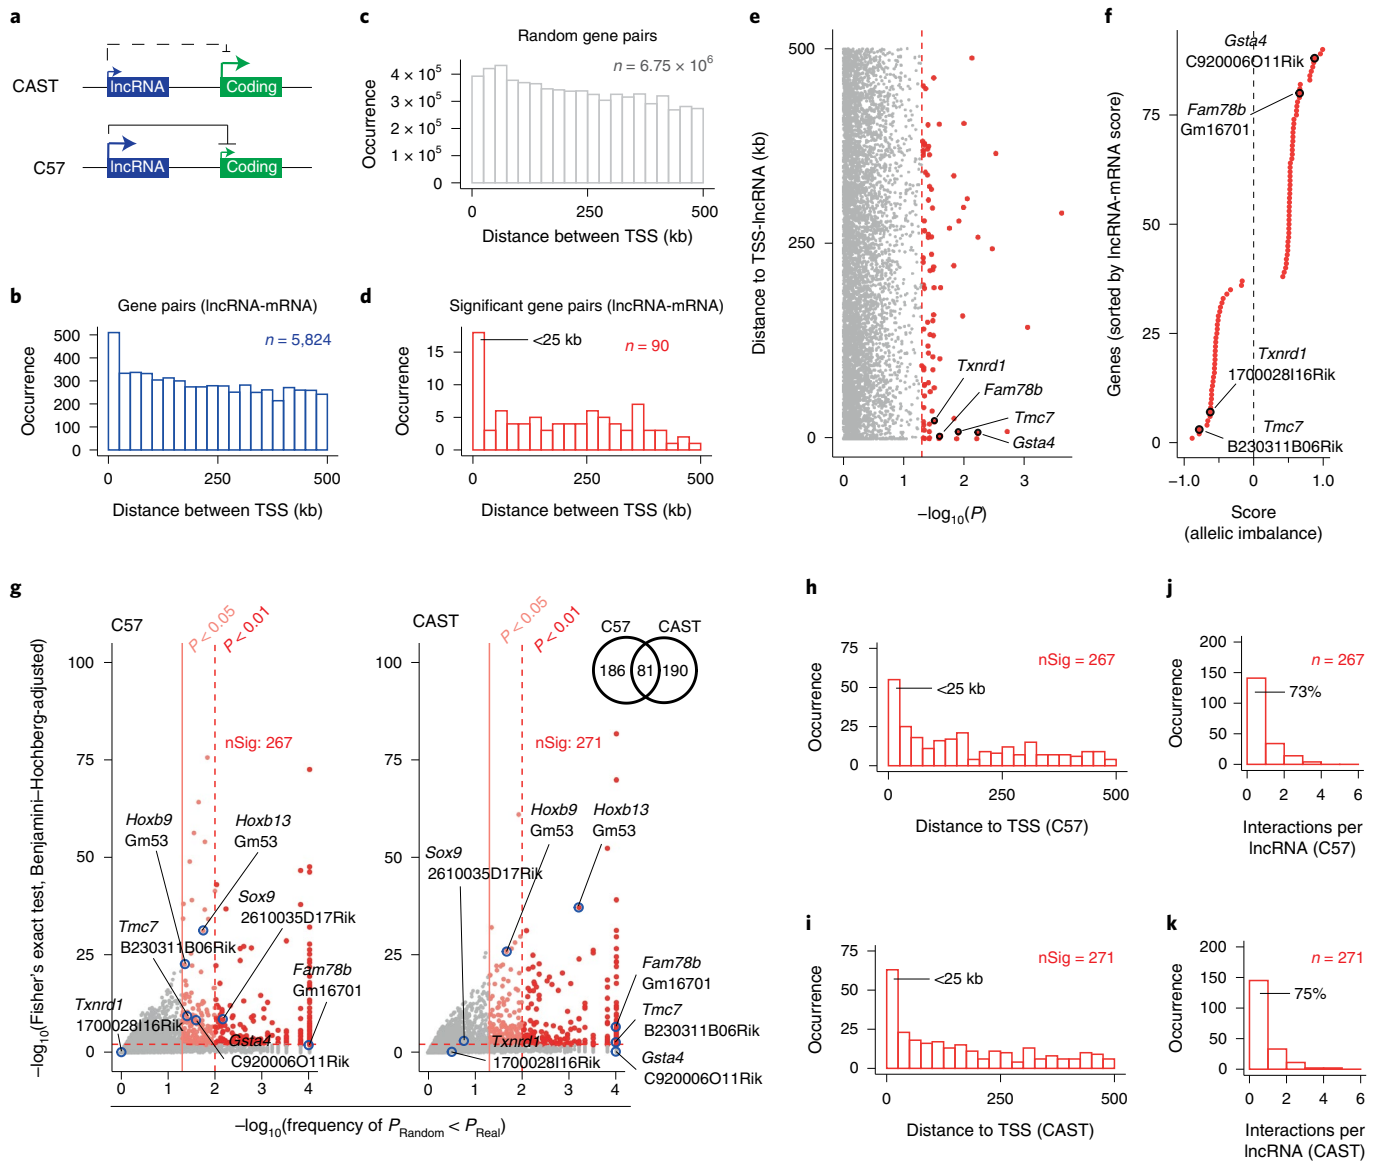 a
CAST
lncRNA
Coding
C57
lncRNA
Coding
b
Gene pairs (lncRNA-mRNA)
n = 5,824
Occurrence
500
400
300
200
100
0
0
250
500
Distance between TSS (kb)
c
Random gene pairs
n = 6.75 × 10⁶
Occurrence
4 × 10⁵
3 × 10⁵
2 × 10⁵
1 × 10⁵
0
0
250
500
Distance between TSS (kb)
d
Significant gene pairs (lncRNA-mRNA)
<25 kb
n = 90
Occurrence
15
10
5
0
0
250
500
Distance between TSS (kb)
e
Distance to TSS-lncRNA (kb)
500
250
0
Txnrd1
Fam78b
Tmc7
Gsta4
0
1
2
3
−log₁₀(P)
f
Genes (sorted by lncRNA-mRNA score)
75
50
25
0
Gsta4
C920006O11Rik
Fam78b
Gm16701
Txnrd1
1700028I16Rik
Tmc7
B230311B06Rik
−1.0
0
1.0
Score
(allelic imbalance)
g
−log₁₀(Fisher's exact test, Benjamini–Hochberg-adjusted)
C57
P < 0.05
P < 0.01
100
75
50
25
0
nSig: 267
Hoxb9
Gm53
Hoxb13
Gm53
Sox9
2610035D17Rik
Tmc7
B230311B06Rik
Fam78b
Gm16701
Txnrd1
1700028I16Rik
Gsta4
C920006O11Rik
0
1
2
3
4
CAST
P < 0.05
P < 0.01
C57
CAST
186
81
190
100
75
50
25
0
nSig: 271
Hoxb9
Gm53
Hoxb13
Gm53
Sox9
2610035D17Rik
Fam78b
Gm16701
Tmc7
B230311B06Rik
Txnrd1
1700028I16Rik
Gsta4
C920006O11Rik
0
1
2
3
4
−log₁₀(frequency of P_Random < P_Real)
h
Occurrence
75
50
25
0
nSig = 267
<25 kb
0
250
500
Distance to TSS (C57)
i
Occurrence
75
50
25
0
nSig = 271
<25 kb
0
250
500
Distance to TSS (CAST)
j
Occurrence
200
150
100
50
0
n = 267
73%
0
2
4
6
Interactions per
lncRNA (C57)
k
Occurrence
200
150
100
50
0
n = 271
75%
0
2
4
6
Interactions per
lncRNA (CAST)